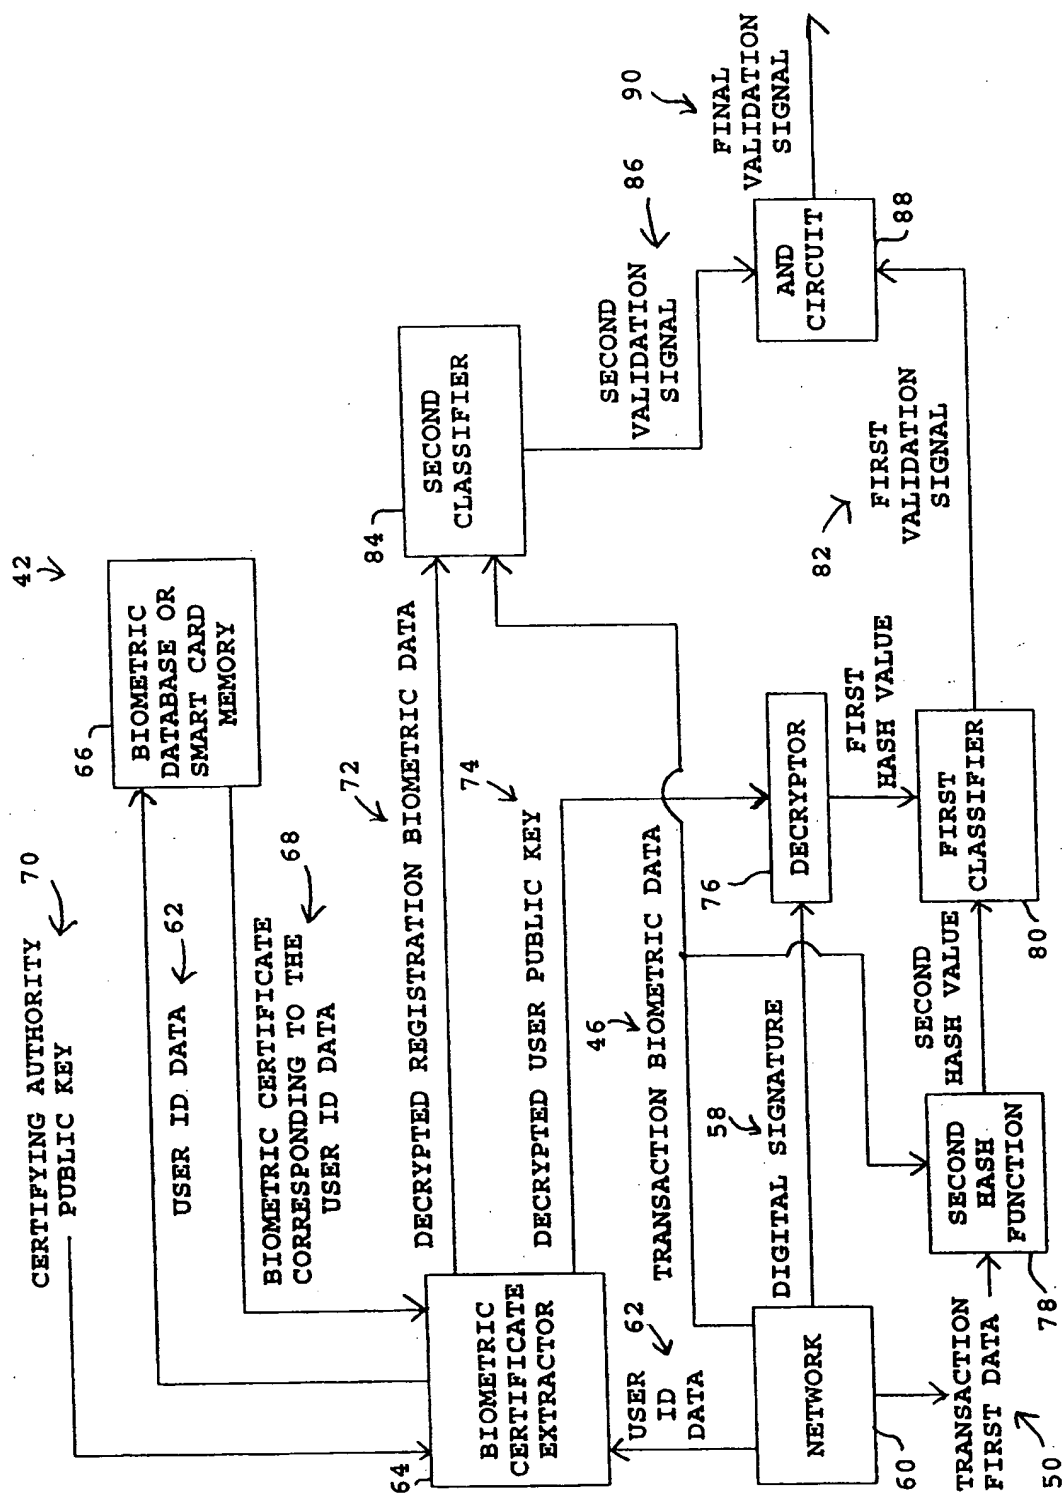 42
CERTIFYING AUTHORITY
PUBLIC KEY
70
USER ID DATA
62
66
BIOMETRIC
DATABASE OR
SMART CARD
MEMORY
BIOMETRIC CERTIFICATE
CORRESPONDING TO THE
USER ID DATA
68
64
BIOMETRIC
CERTIFICATE
EXTRACTOR
DECRYPTED REGISTRATION BIOMETRIC DATA
72
84
SECOND
CLASSIFIER
DECRYPTED USER PUBLIC KEY
74
USER
ID
DATA
62
46
TRANSACTION BIOMETRIC DATA
SECOND
VALIDATION
SIGNAL
86
90
FINAL
VALIDATION
SIGNAL
58
DIGITAL SIGNATURE
76
DECRYPTOR
AND
CIRCUIT
88
60
NETWORK
FIRST
HASH VALUE
82
FIRST
VALIDATION
SIGNAL
SECOND
HASH VALUE
80
FIRST
CLASSIFIER
78
SECOND
HASH
FUNCTION
TRANSACTION
FIRST DATA
50